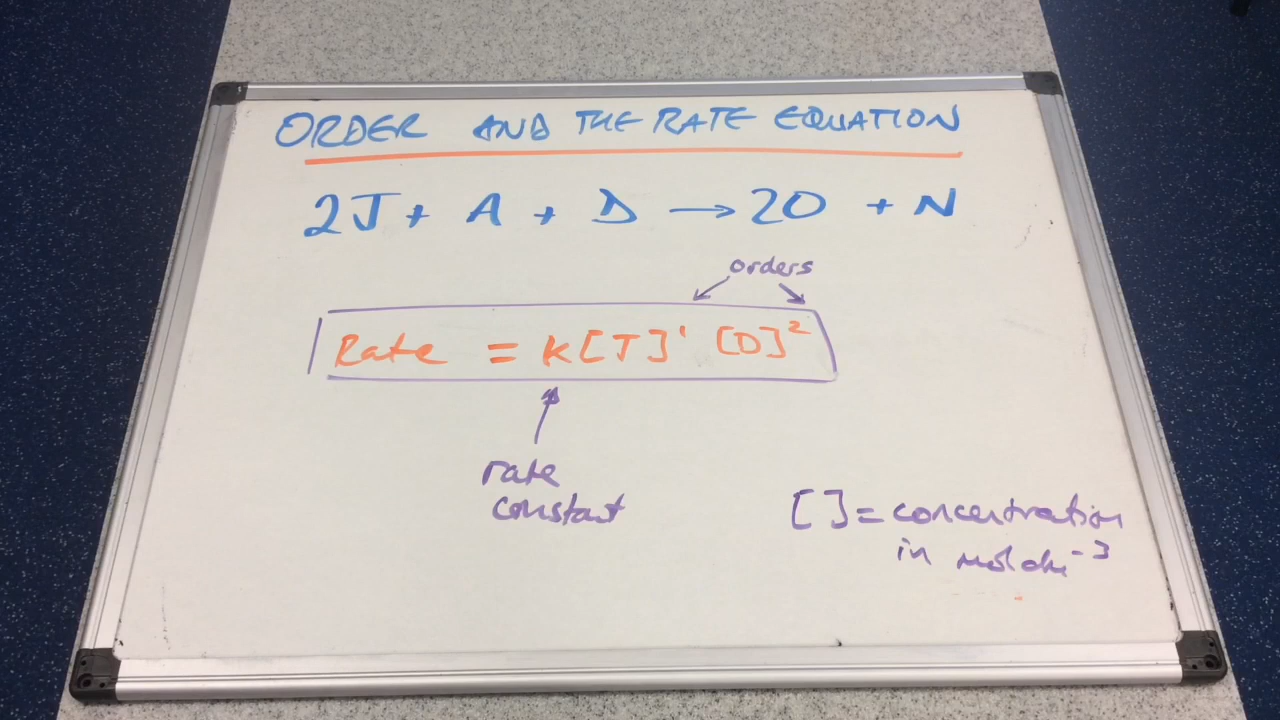 ORDER AND THE RATE EQUATION
2J + A + D → 2O + N
orders
Rate = K[J]¹ [D]²
rate
constant
[ ] = concentration
in moldm⁻³